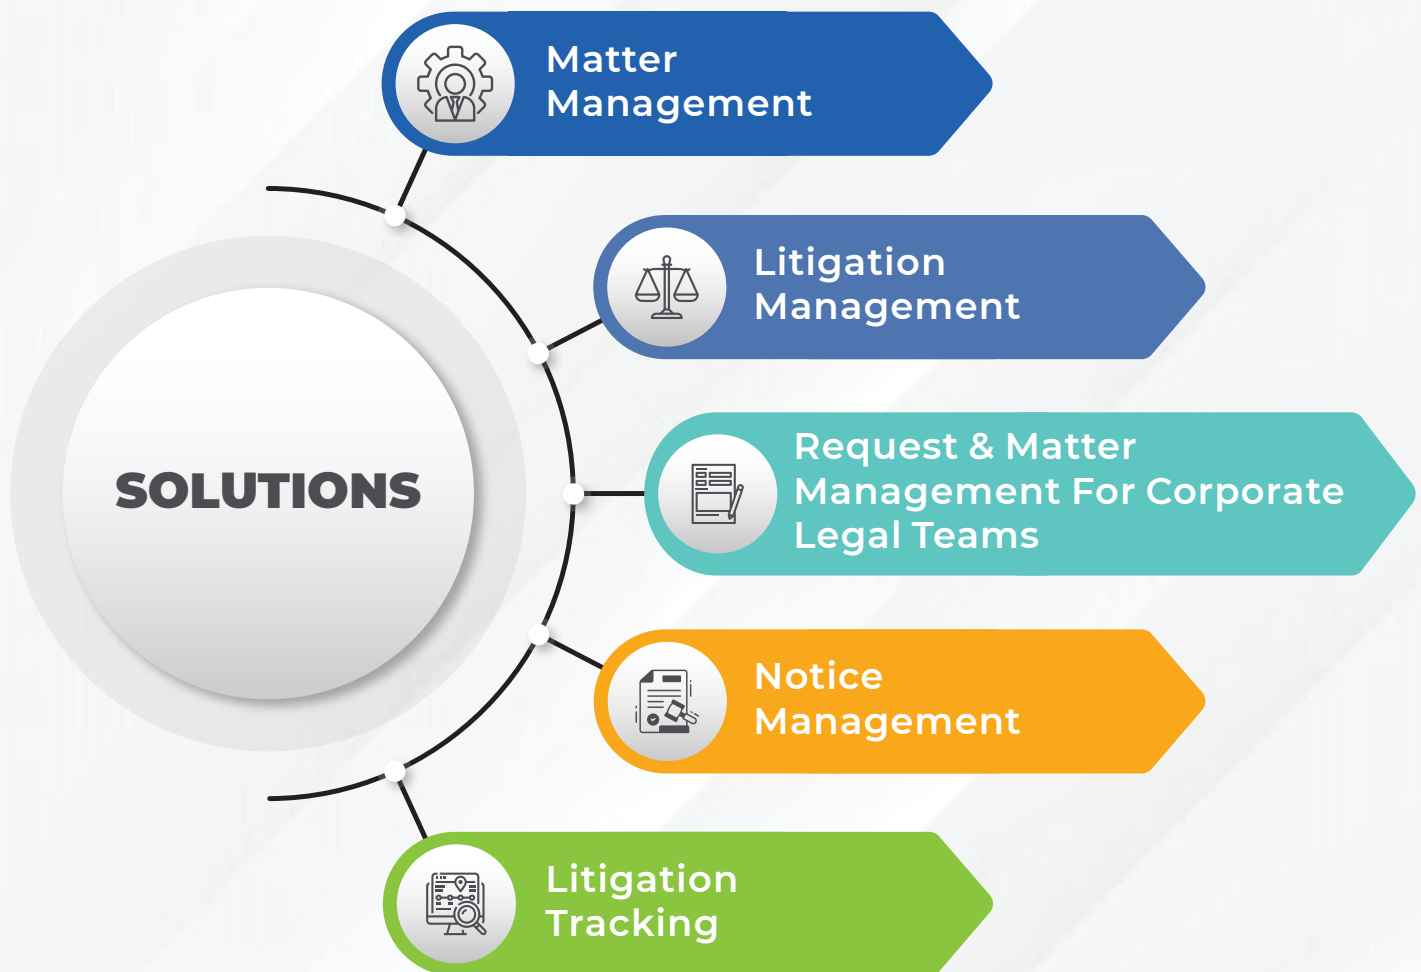 Matter
Management
Litigation
Management
SOLUTIONS
Request & Matter
Management For Corporate
Legal Teams
Notice
Management
Litigation
Tracking